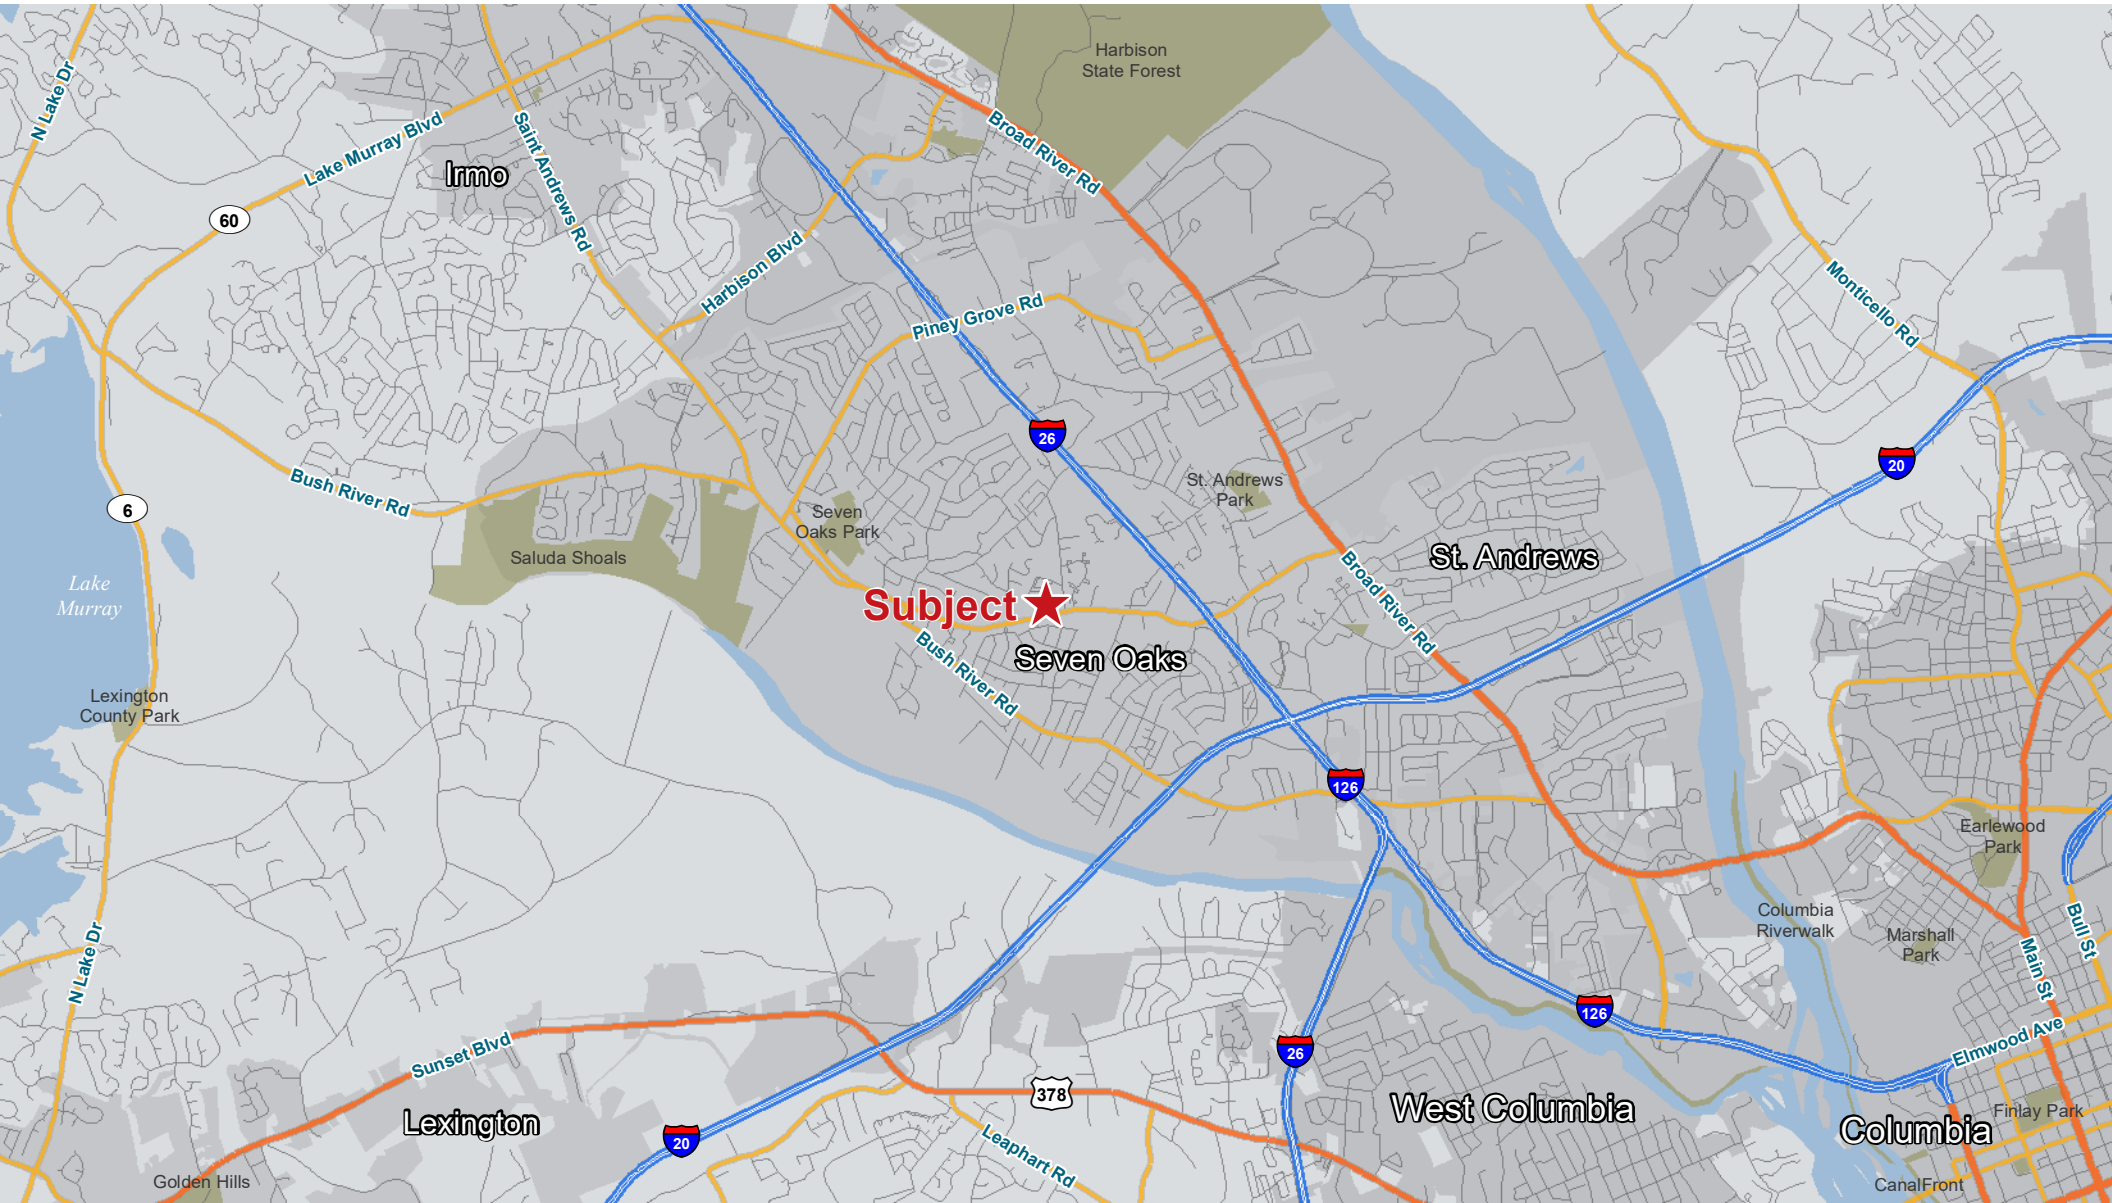 Harbison
State Forest
N Lake Dr
Lake Murray Blvd
Saint Andrews Rd
Broad River Rd
Irmo
60
Harbison Blvd
Piney Grove Rd
Monticello Rd
26
20
Bush River Rd
6
St. Andrews
Park
Seven
Oaks Park
Saluda Shoals
St. Andrews
Broad River Rd
Lake
Murray
Subject
Seven Oaks
Bush River Rd
Lexington
County Park
126
Earlewood
Park
Columbia
Riverwalk
Marshall
Park
Bull St
Main St
N Lake Dr
126
Sunset Blvd
26
Elmwood Ave
378
West Columbia
Columbia
Finlay Park
Lexington
20
Leaphart Rd
Golden Hills
CanalFront